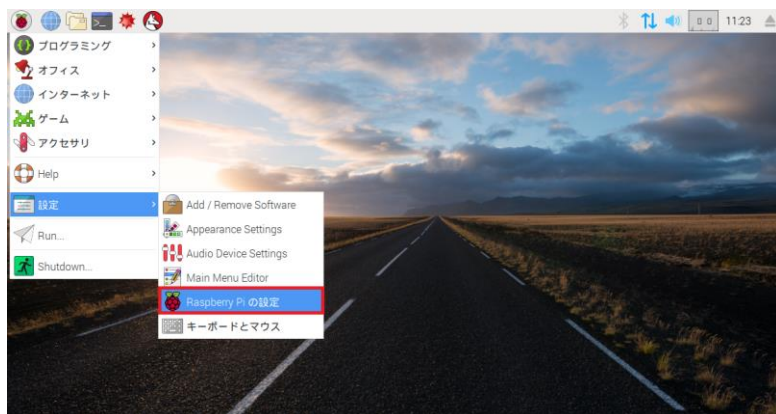 11:23
プログラミング
オフィス
インターネット
ゲーム
アクセサリ
Help
設定
Run...
Shutdown...
Add / Remove Software
Appearance Settings
Audio Device Settings
Main Menu Editor
Raspberry Pi の設定
キーボードとマウス